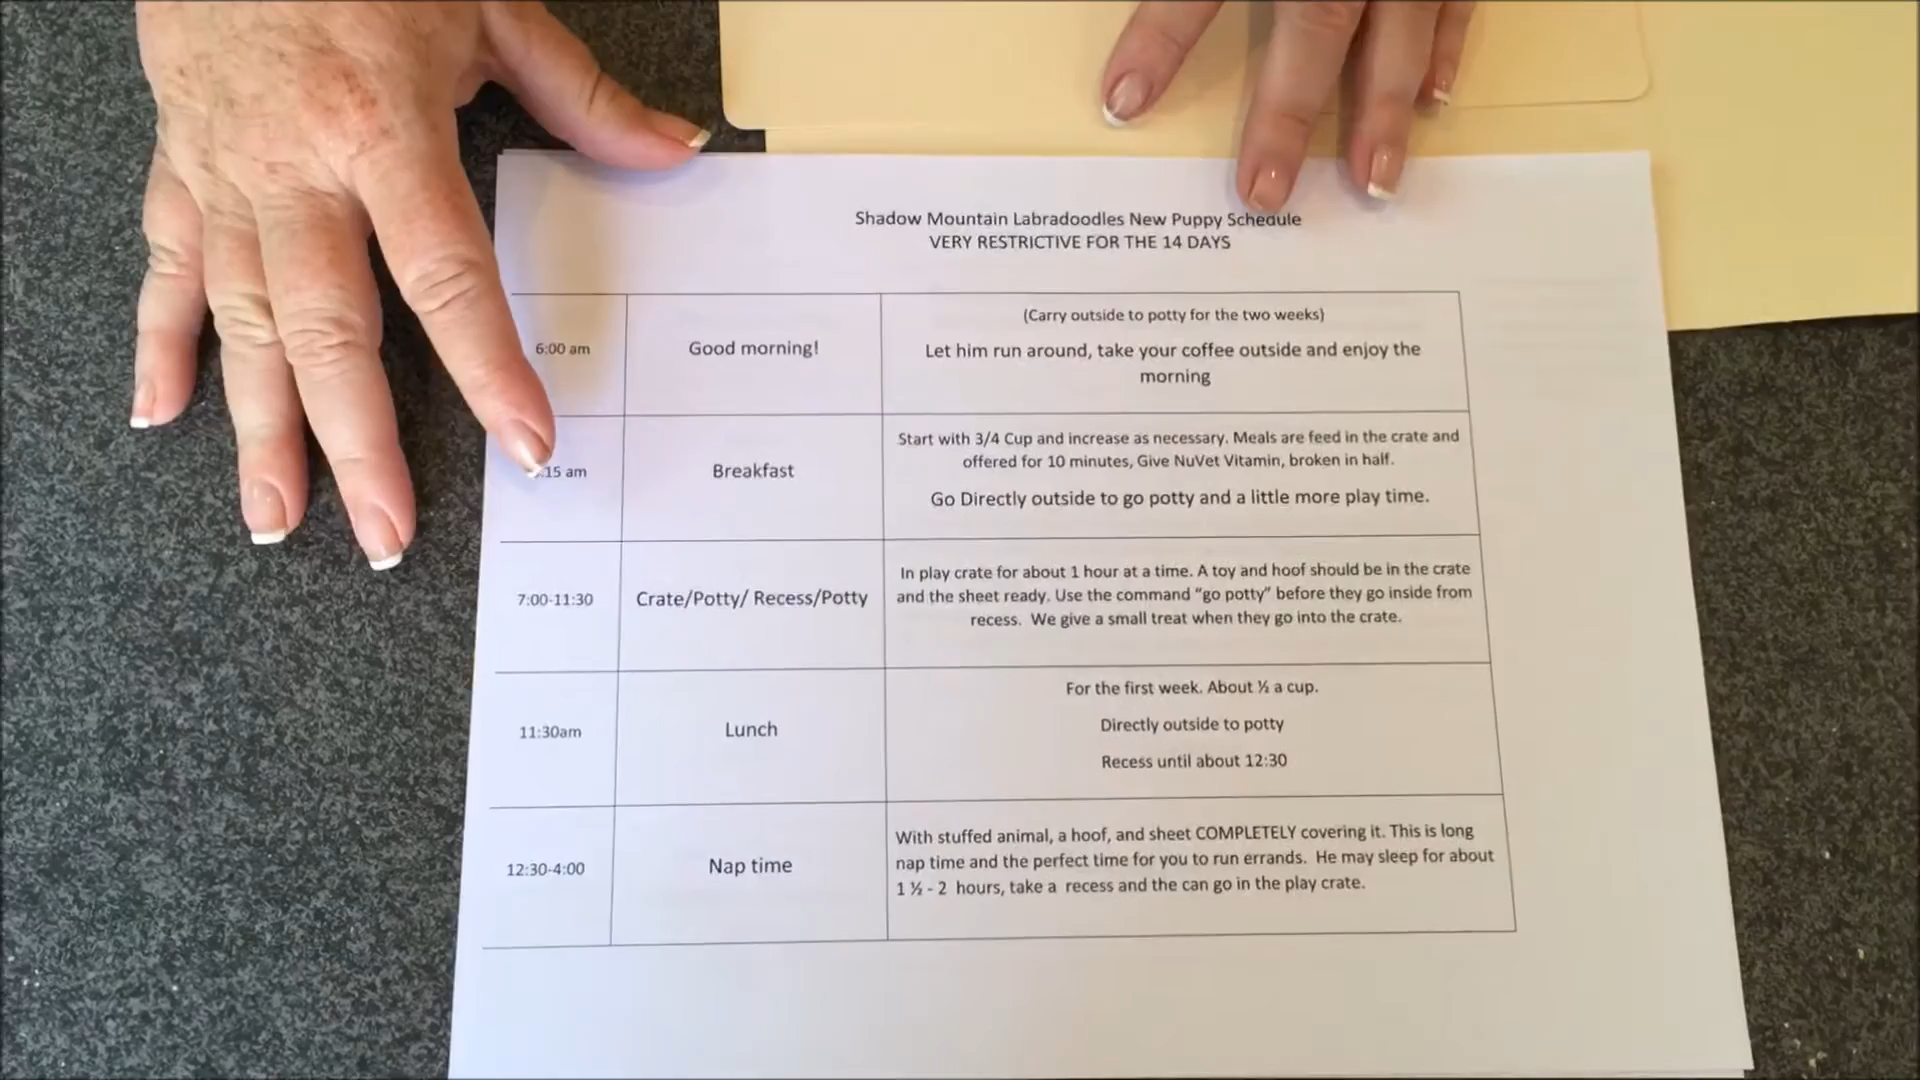 Shadow Mountain Labradoodles New Puppy Schedule
VERY RESTRICTIVE FOR THE 14 DAYS
6:00 am
Good morning!
(Carry outside to potty for the two weeks)
Let him run around, take your coffee outside and enjoy the
morning
15 am
Breakfast
Start with 3/4 Cup and increase as necessary. Meals are feed in the crate and
offered for 10 minutes, Give NuVet Vitamin, broken in half.
Go Directly outside to go potty and a little more play time.
7:00-11:30
Crate/Potty/ Recess/Potty
In play crate for about 1 hour at a time. A toy and hoof should be in the crate
and the sheet ready. Use the command “go potty” before they go inside from
recess. We give a small treat when they go into the crate.
11:30am
Lunch
For the first week. About ½ a cup.
Directly outside to potty
Recess until about 12:30
12:30-4:00
Nap time
With stuffed animal, a hoof, and sheet COMPLETELY covering it. This is long
nap time and the perfect time for you to run errands. He may sleep for about
1 ½ - 2 hours, take a recess and the can go in the play crate.